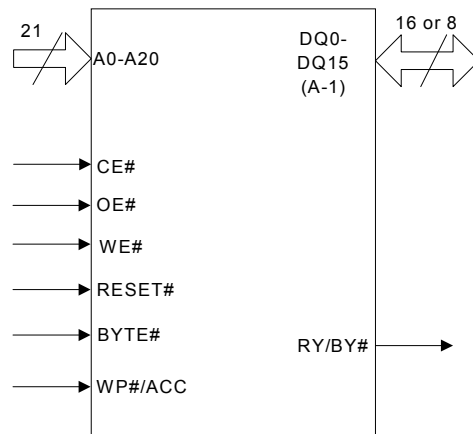 21
16 or 8
A0-A20
DQ0-
DQ15
(A-1)
CE#
OE#
WE#
RESET#
BYTE#
RY/BY#
WP#/ACC